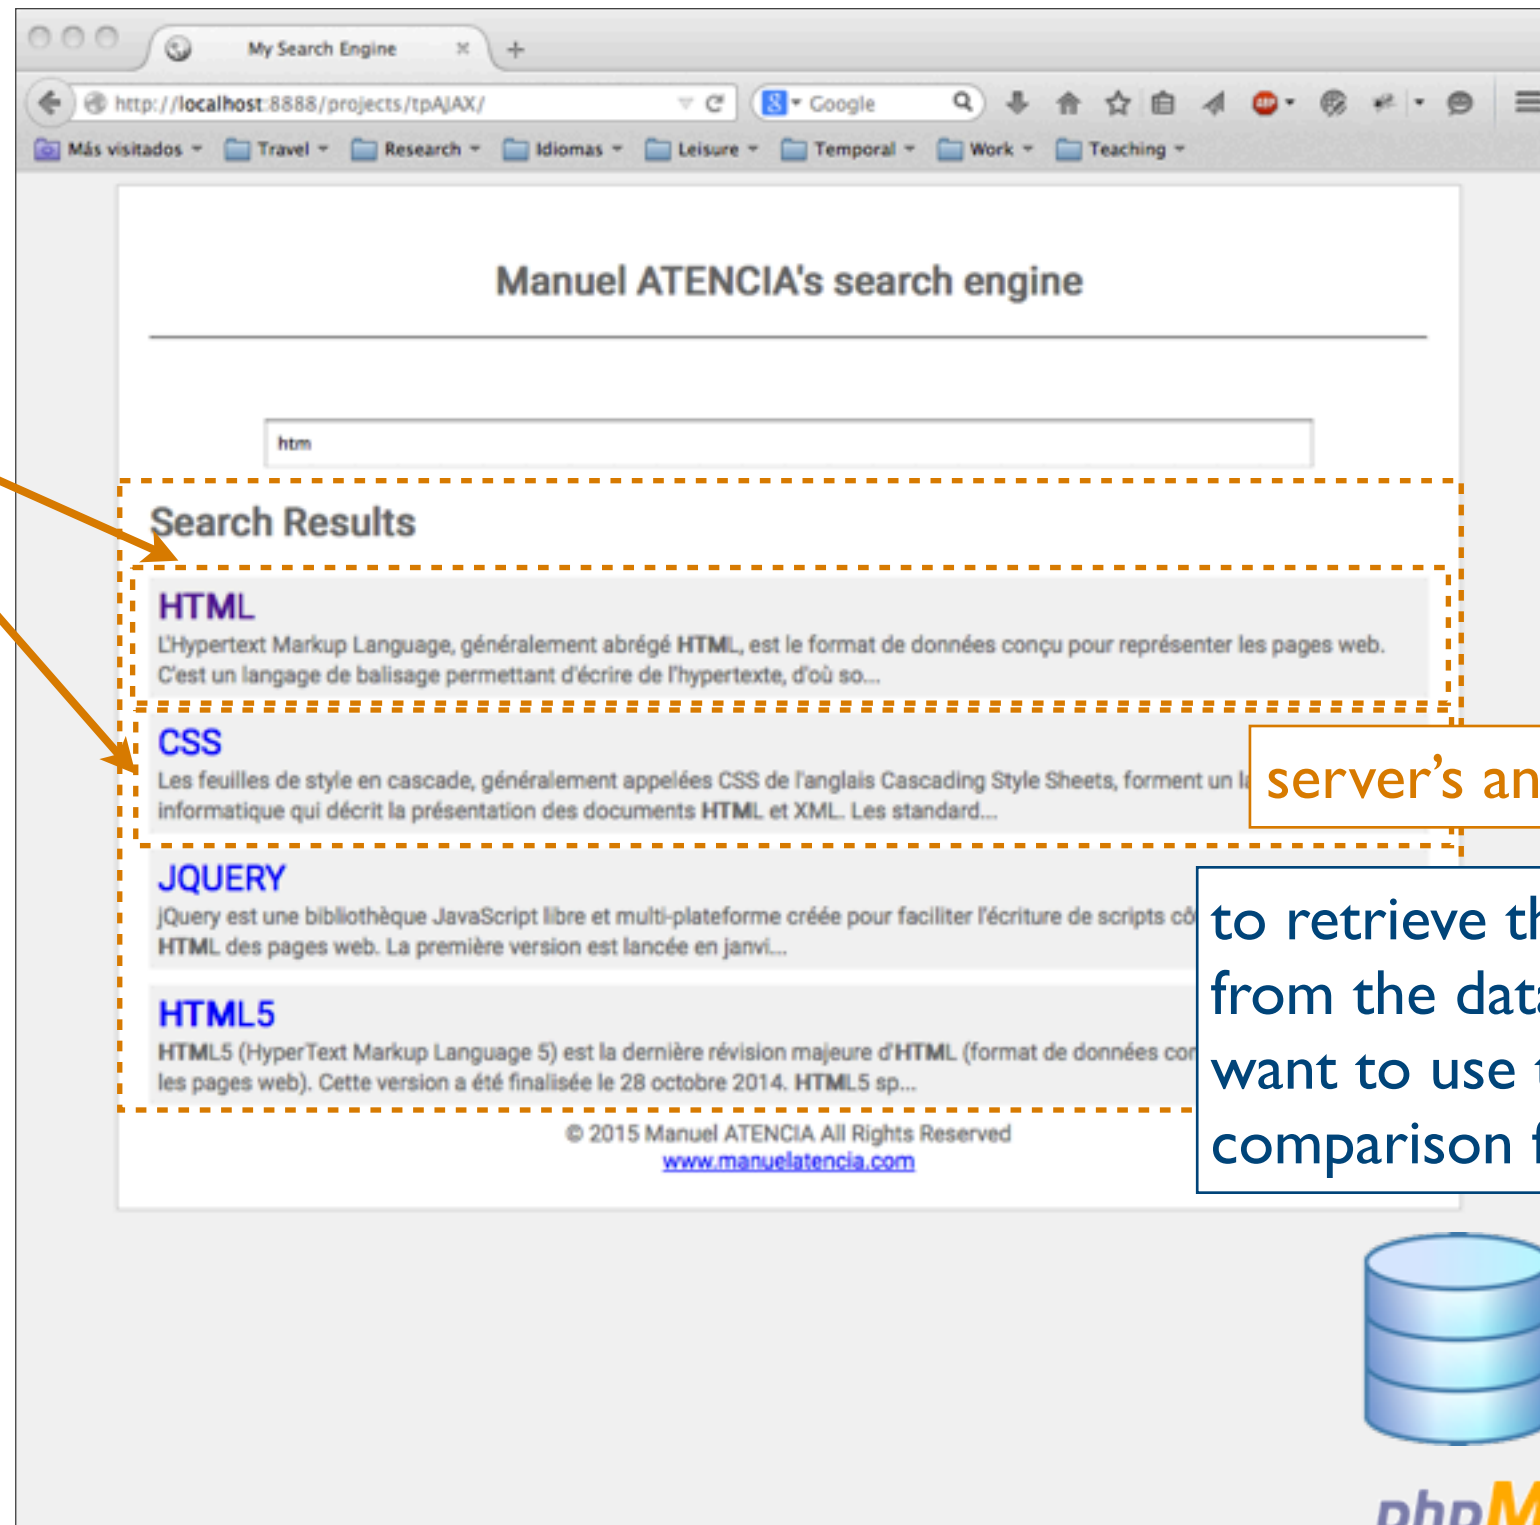 My Search Engine
http://localhost:8888/projects/tpAJAX/
Google
Más visitados
Travel
Research
Idiomas
Leisure
Temporal
Work
Teaching
Manuel ATENCIA's search engine
htm
Search Results
HTML
L'Hypertext Markup Language, généralement abrégé HTML, est le format de données conçu pour représenter les pages web.
C'est un langage de balisage permettant d'écrire de l'hypertexte, d'où so...
CSS
Les feuilles de style en cascade, généralement appelées CSS de l'anglais Cascading Style Sheets, forment un
informatique qui décrit la présentation des documents HTML et XML. Les standard...
server's an
JQUERY
jQuery est une bibliothèque JavaScript libre et multi-plateforme créée pour faciliter l'écriture de scripts
HTML des pages web. La première version est lancée en janvi...
HTML5
HTML5 (HyperText Markup Language 5) est la dernière révision majeure d'HTML (format de données
les pages web). Cette version a été finalisée le 28 octobre 2014. HTML5 sp...
to retrieve
from the data
want to use
comparison
© 2015 Manuel ATENCIA All Rights Reserved
www.manuelatencia.com
phpM